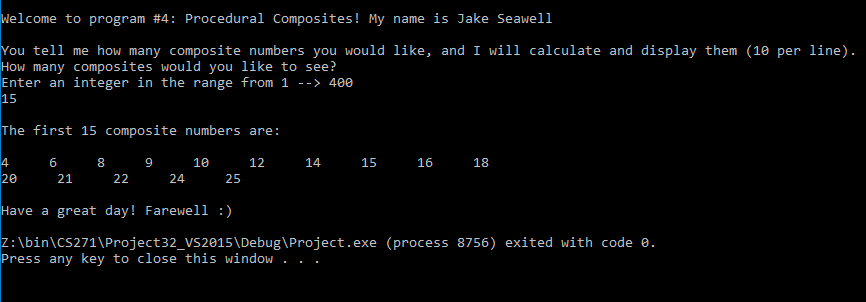 Welcome to program #4: Procedural Composites! My name is Jake Seawell
You tell me how many composite numbers you would like, and I will calculate and display them (10 per line).
How many composites would you like to see?
Enter an integer in the range from 1 --> 400
15
The first 15 composite numbers are:
4     6     8     9     10     12     14     15     16     18
20     21     22     24     25
Have a great day! Farewell :)
Z:\bin\CS271\Project32_VS2015\Debug\Project.exe (process 8756) exited with code 0.
Press any key to close this window . . .